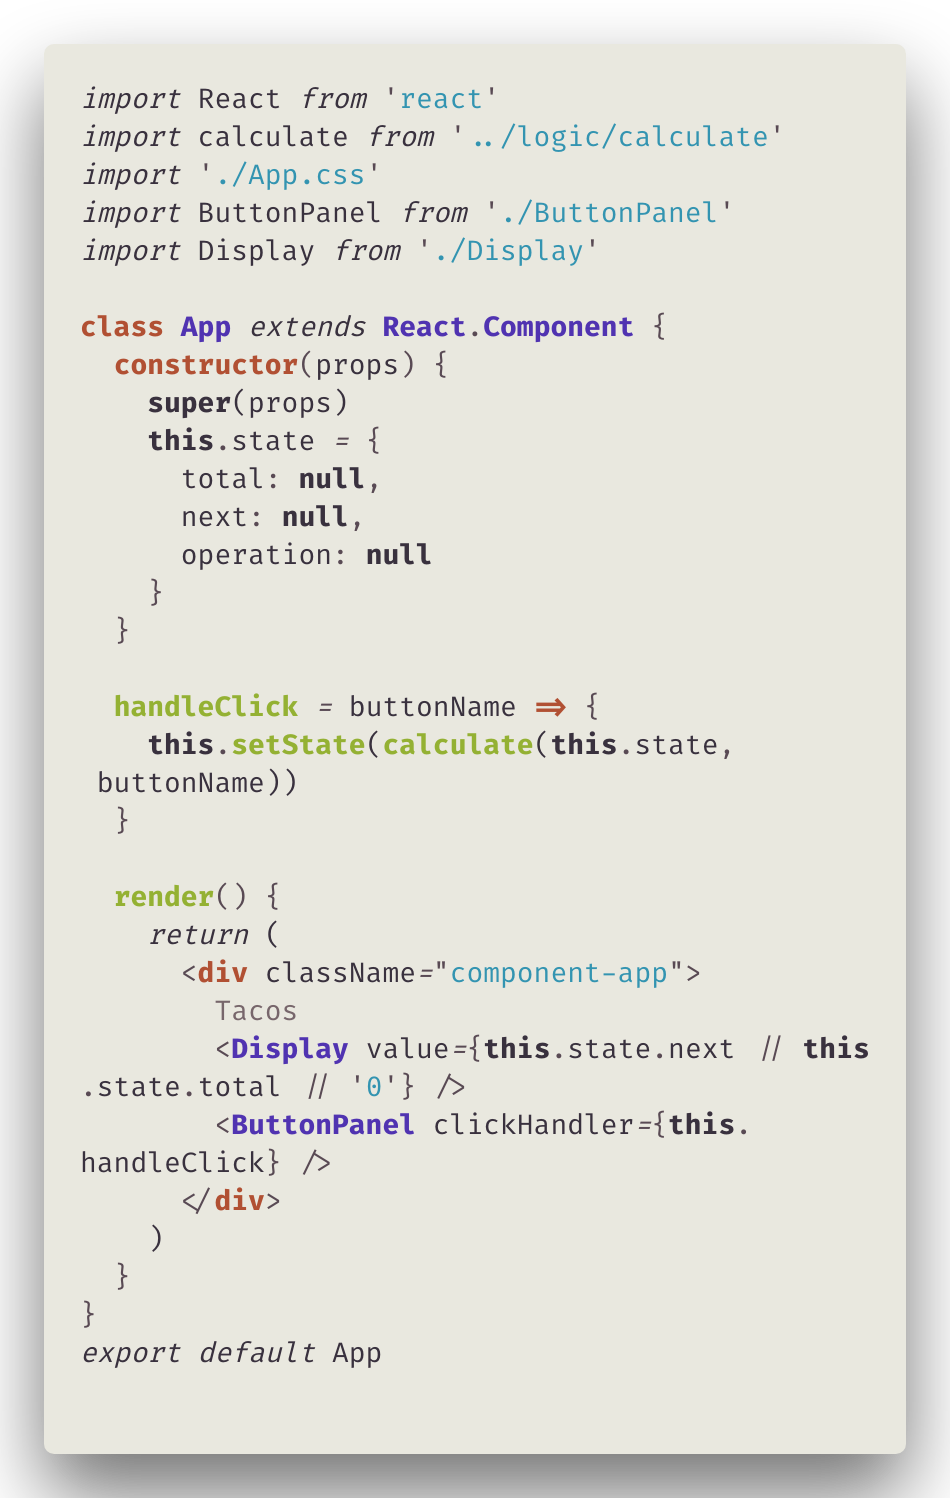 import React from 'react'
import calculate from '../logic/calculate'
import './App.css'
import ButtonPanel from './ButtonPanel'
import Display from './Display'

class App extends React.Component {
  constructor(props) {
    super(props)
    this.state = {
      total: null,
      next: null,
      operation: null
    }
  }

  handleClick = buttonName => {
    this.setState(calculate(this.state,
 buttonName))
  }

  render() {
    return (
      <div className="component-app">
        Tacos
        <Display value={this.state.next || this
.state.total || '0'} />
        <ButtonPanel clickHandler={this.
handleClick} />
      </div>
    )
  }
}
export default App